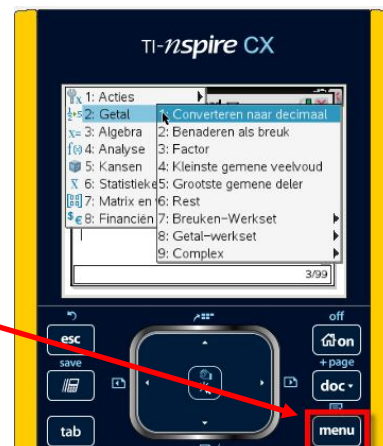 TI-nspire CX
1: Acties
2: Getal
3: Algebra
4: Analyse
5: Kansen
6: Statistieke
7: Matrix en v
8: Financiën
1: Converteren naar decimaal
2: Benaderen als breuk
3: Factor
4: Kleinste gemene veelvoud
5: Grootste gemene deler
6: Rest
7: Breuken-Werkset
8: Getal-werkset
9: Complex
3/99
esc
off
on
save
+page
doc
tab
menu